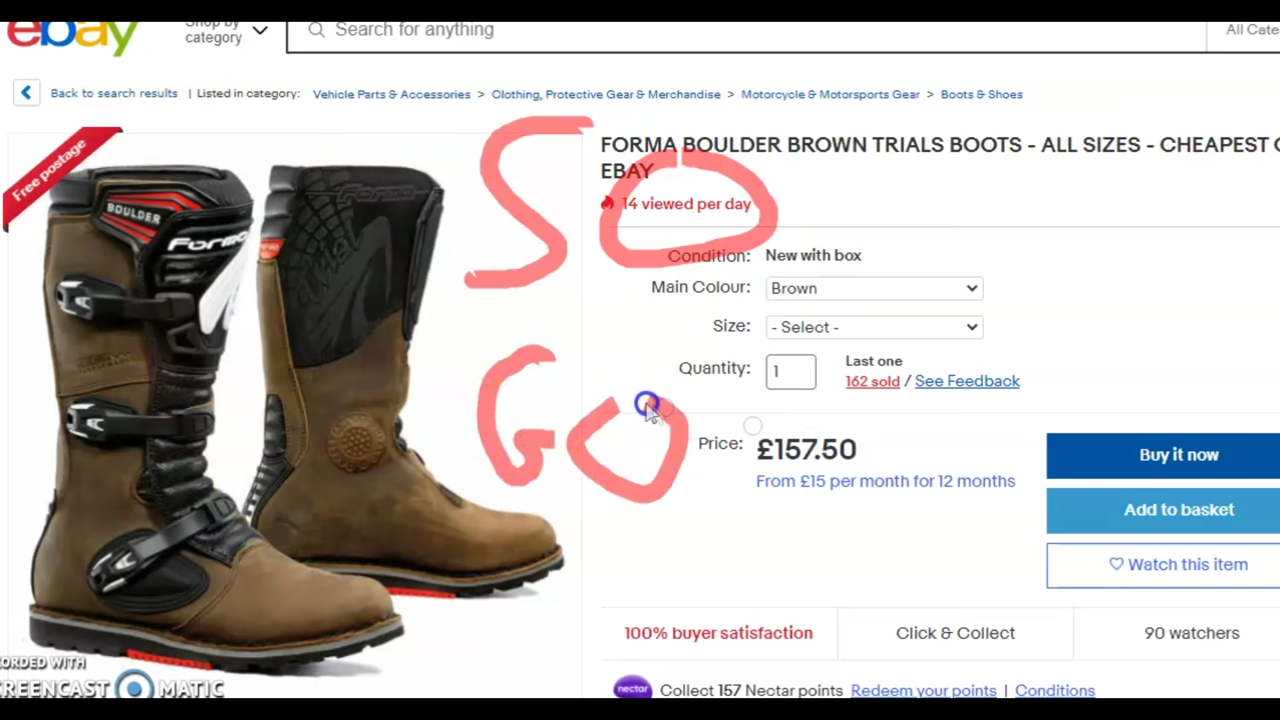 ebay
Shop by
category
Search for anything
All Cate
Back to search results | Listed in category: Vehicle Parts & Accessories > Clothing, Protective Gear & Merchandise > Motorcycle & Motorsports Gear > Boots & Shoes
Free postage
BOULDER
Forma
Forma
S
GO
FORMA BOULDER BROWN TRIALS BOOTS - ALL SIZES - CHEAPEST O
EBAY
14 viewed per day
Condition: New with box
Main Colour: Brown
Size: - Select -
Quantity: 1 Last one
162 sold / See Feedback
Price: £157.50
From £15 per month for 12 months
Buy it now
Add to basket
Watch this item
100% buyer satisfaction
Click & Collect
90 watchers
nectar Collect 157 Nectar points Redeem your points | Conditions
CORDED WITH
REENCAST MATIC